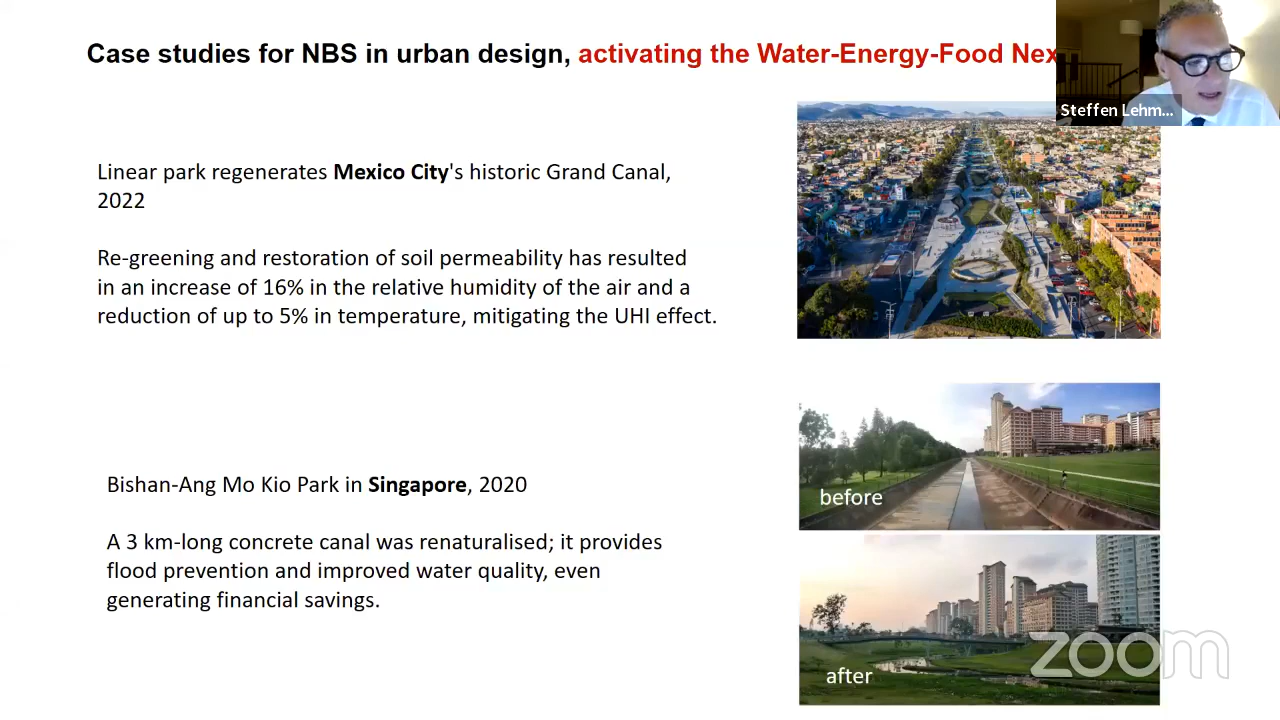 Case studies for NBS in urban design, activating the Water-Energy-Food
Steffen Lehm...
Linear park regenerates Mexico City's historic Grand Canal,
2022
Re-greening and restoration of soil permeability has resulted
in an increase of 16% in the relative humidity of the air and a
reduction of up to 5% in temperature, mitigating the UHI effect.
Bishan-Ang Mo Kio Park in Singapore, 2020
A 3 km-long concrete canal was renaturalised; it provides
flood prevention and improved water quality, even
generating financial savings.
before
after
zoom